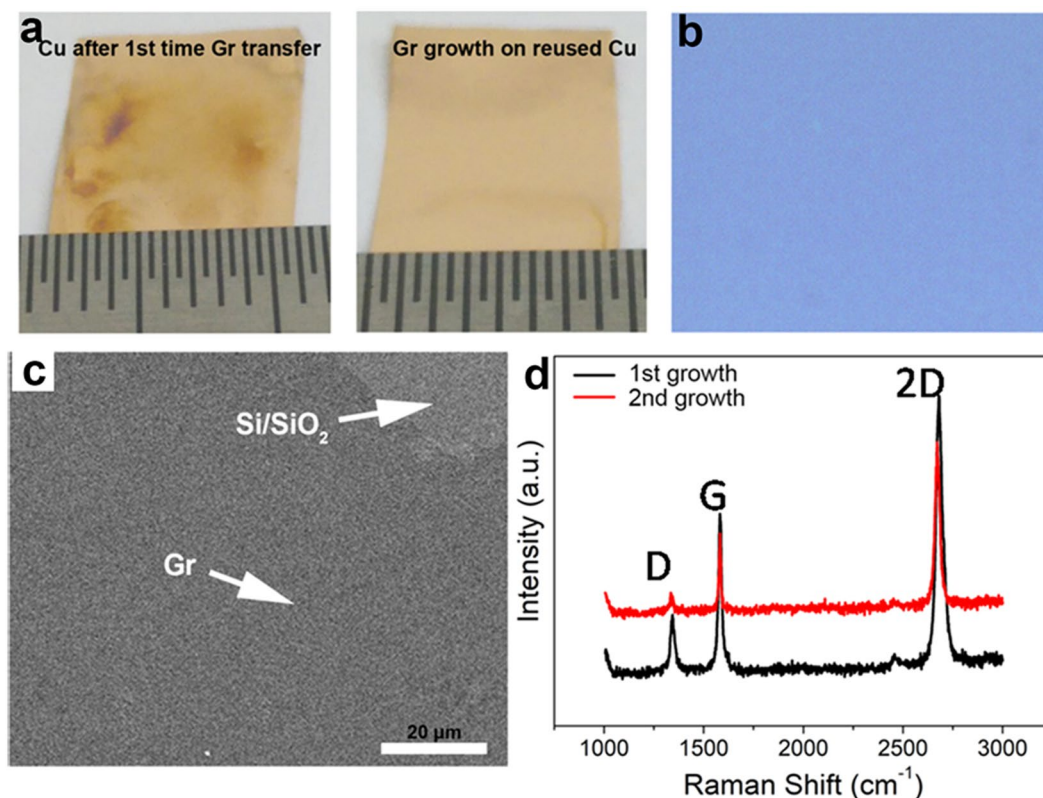 a
Cu after 1st time Gr transfer
Gr growth on reused Cu
b
c
Si/SiO₂
Gr
20 µm
d
1st growth
2nd growth
2D
G
D
Intensity (a.u.)
1000 1500 2000 2500 3000
Raman Shift (cm⁻¹)